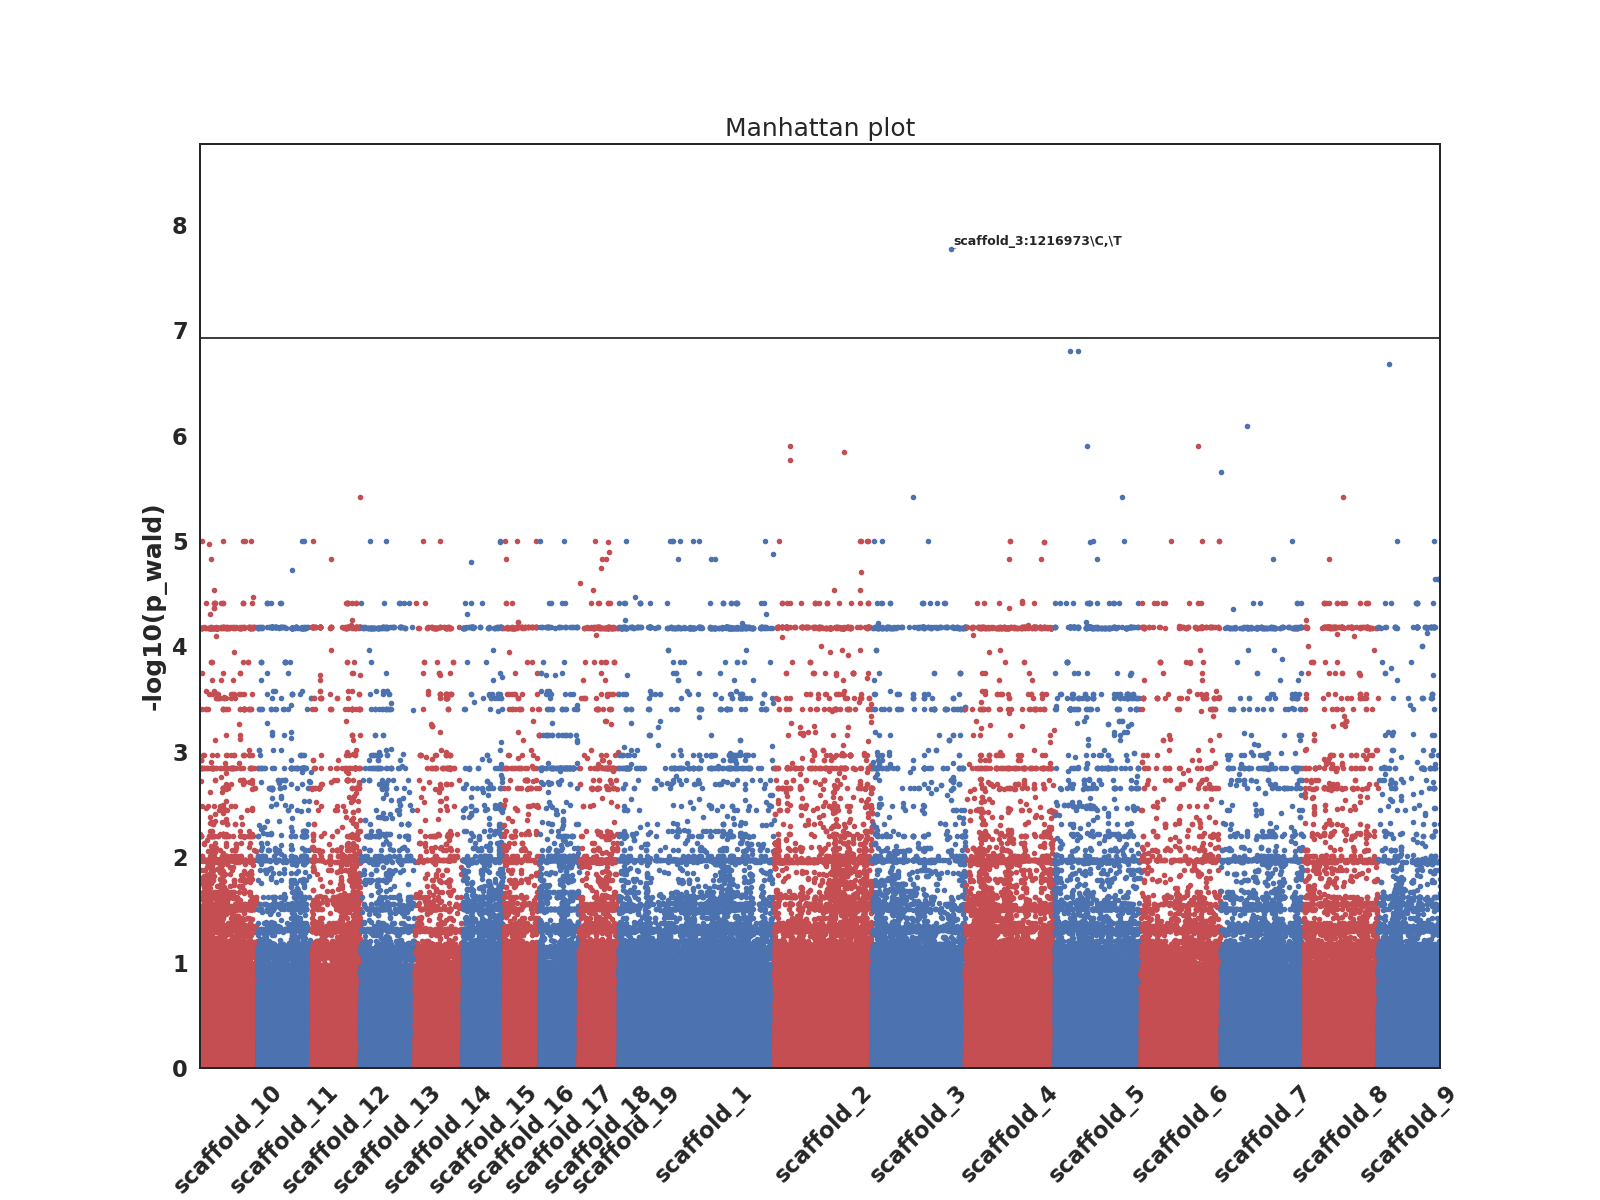 Manhattan plot
8
scaffold_3:1216973\C,\T
7
6
5
4
3
2
1
0
-log10(p_wald)
scaffold_10
scaffold_11
scaffold_12
scaffold_13
scaffold_14
scaffold_15
scaffold_16
scaffold_17
scaffold_18
scaffold_19
scaffold_1
scaffold_2
scaffold_3
scaffold_4
scaffold_5
scaffold_6
scaffold_7
scaffold_8
scaffold_9